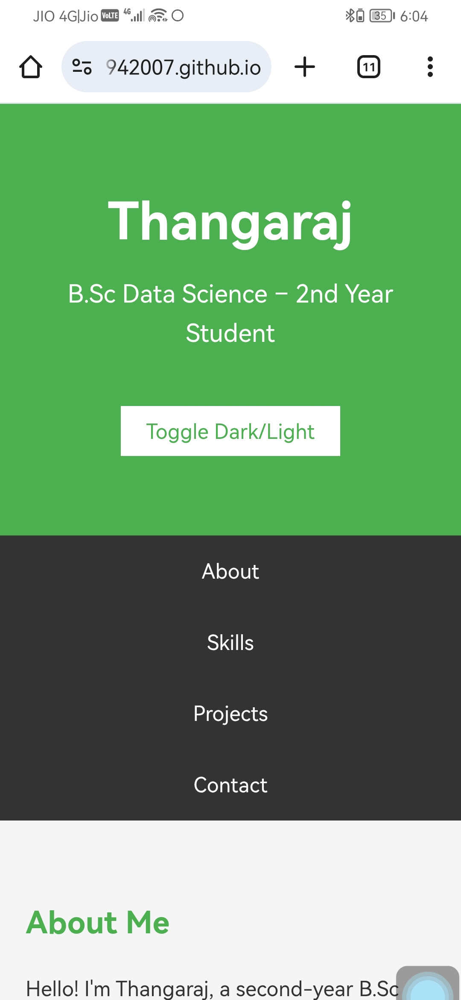 JIO 4G|Jio VoLTE 4G 35 6:04
942007.github.io 11
Thangaraj
B.Sc Data Science – 2nd Year
Student
Toggle Dark/Light
About
Skills
Projects
Contact
About Me
Hello! I'm Thangaraj, a second-year B.Sc